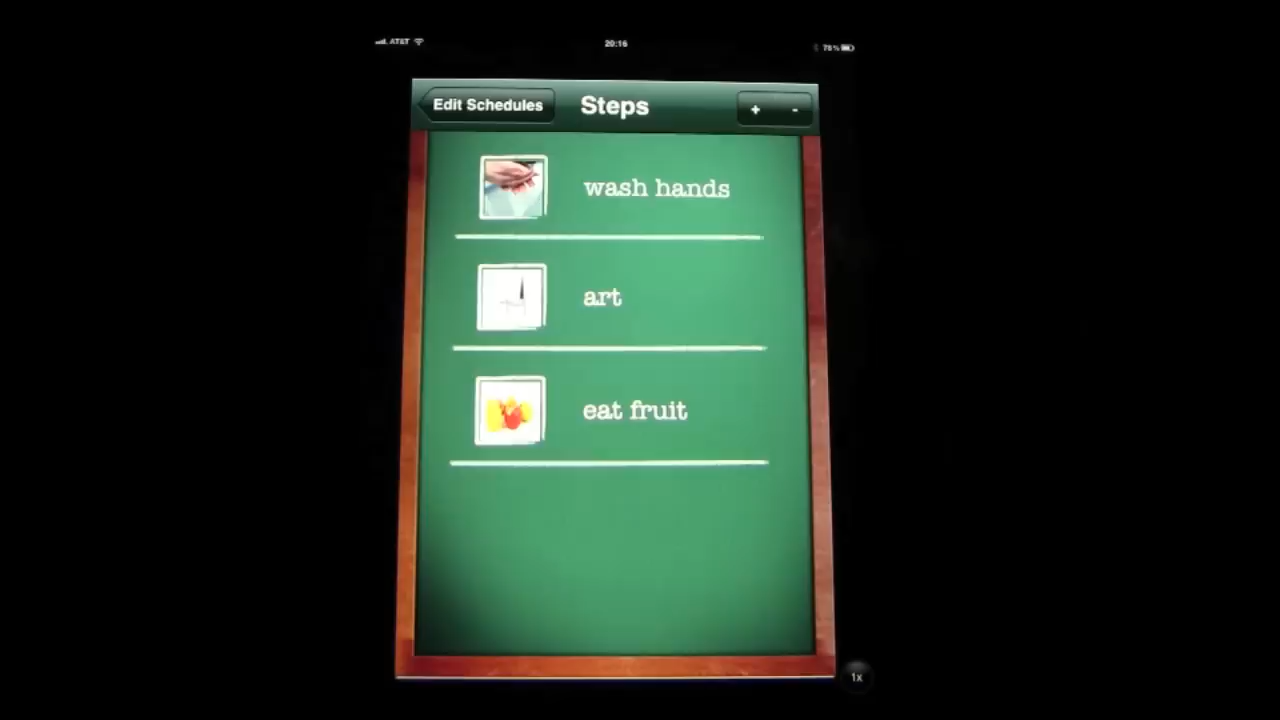 AT&T 20:16 78%
Edit Schedules Steps + -
wash hands
art
eat fruit
1x